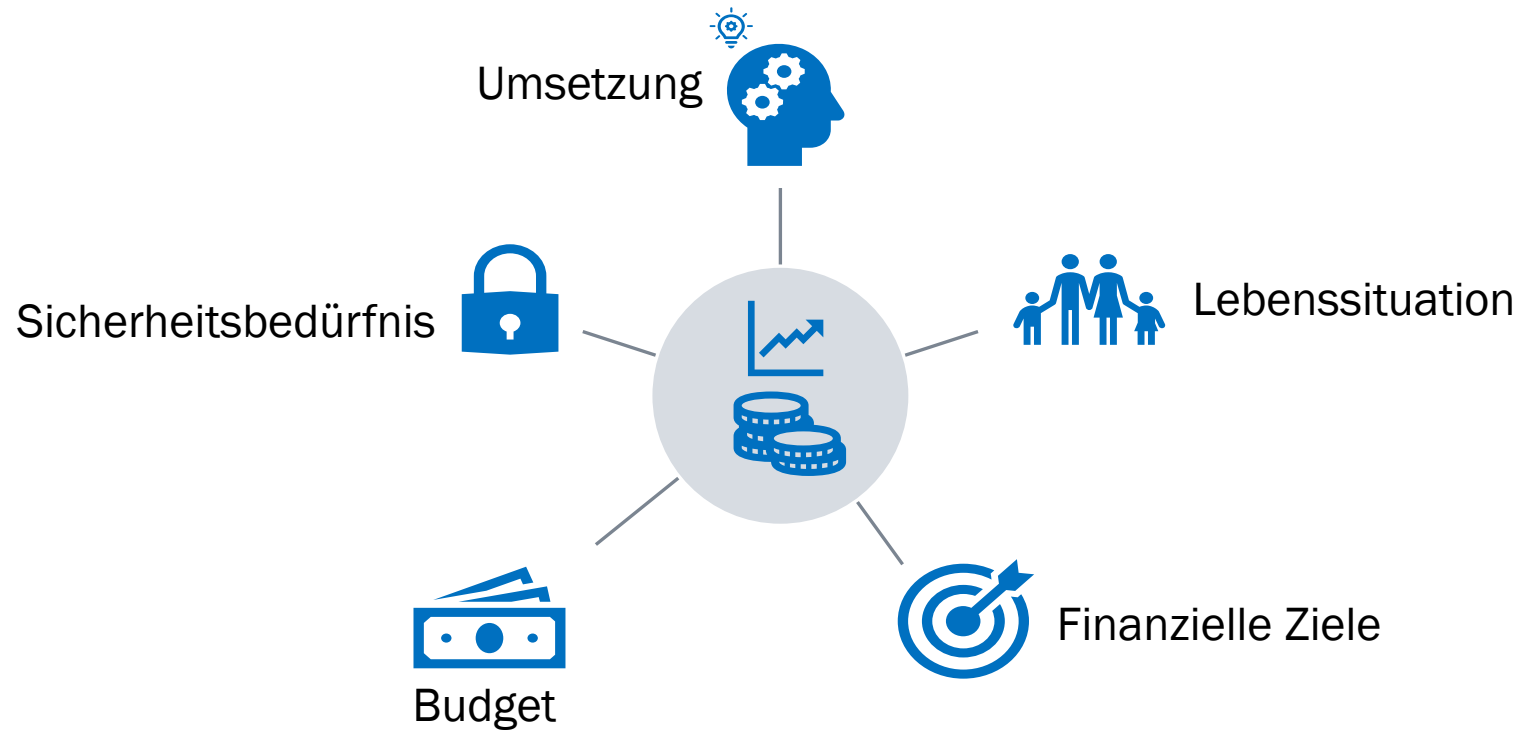 Umsetzung
Sicherheitsbedürfnis
Lebenssituation
Finanzielle Ziele
Budget